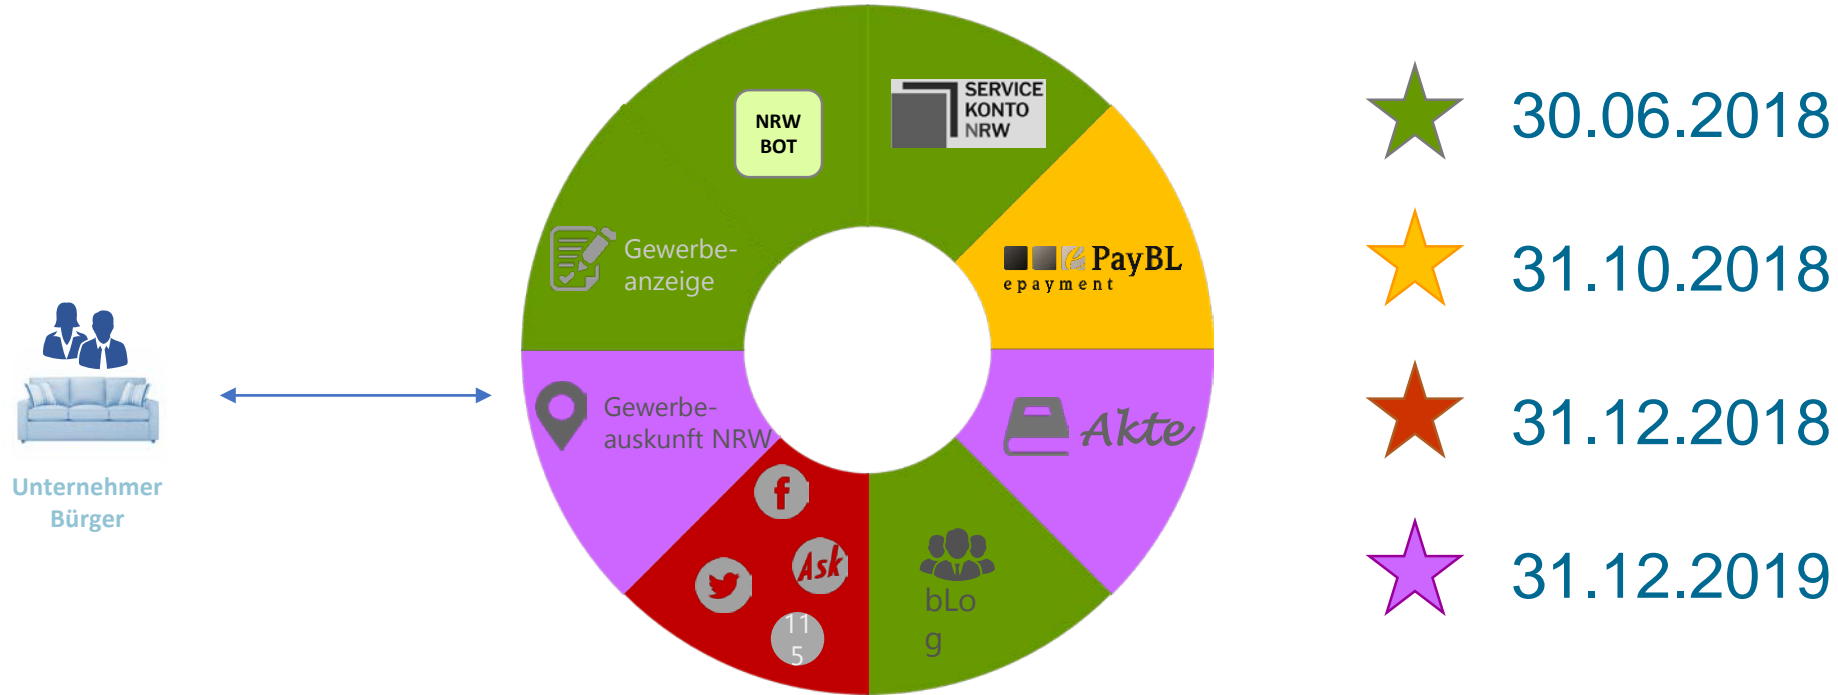 NRW
BOT
SERVICE
KONTO
NRW
Gewerbe-
anzeige
PayBL
epayment
Gewerbe-
auskunft NRW
Akte
f
Ask
11
5
bLo
g
Unternehmer
Bürger
30.06.2018
31.10.2018
31.12.2018
31.12.2019